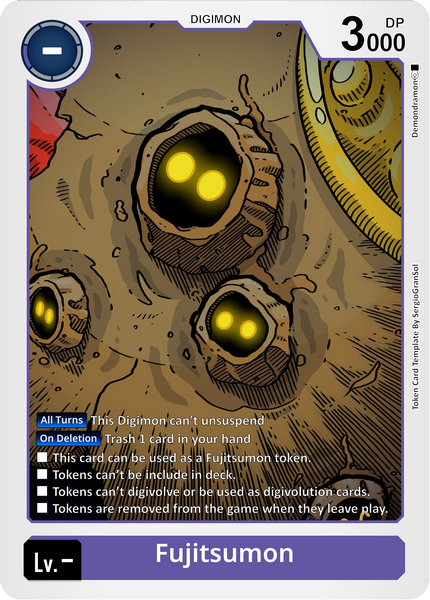 DIGIMON
-
DP
3000
Demondramon
Token Card Template By SergioGranSol
All Turns This Digimon can't unsuspend
On Deletion Trash 1 card in your hand
■ This card can be used as a Fujitsumon token.
■ Tokens can't be include in deck.
■ Tokens can't digivolve or be used as digivolution cards.
■ Tokens are removed from the game when they leave play.
Lv.-
Fujitsumon